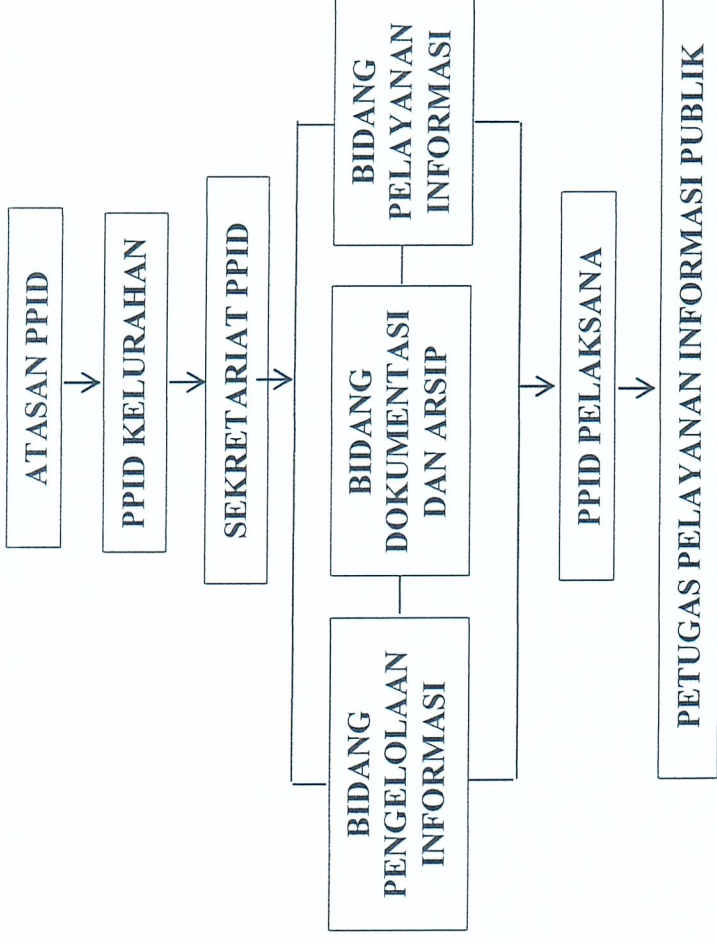 ATASAN PPID
PPID KELURAHAN
SEKRETARIAT PPID
BIDANG
PENGELOLAAN
INFORMASI
BIDANG
DOKUMENTASI
DAN ARSIP
BIDANG
PELAYANAN
INFORMASI
PPID PELAKSANA
PETUGAS PELAYANAN INFORMASI PUBLIK